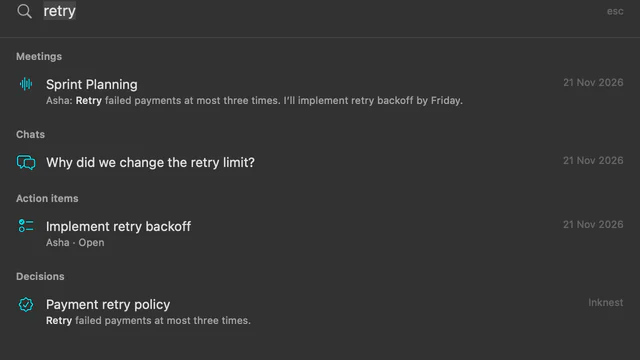 retry
esc
Meetings
Sprint Planning
21 Nov 2026
Asha: Retry failed payments at most three times. I'll implement retry backoff by Friday.
Chats
Why did we change the retry limit?
21 Nov 2026
Action items
Implement retry backoff
21 Nov 2026
Asha · Open
Decisions
Payment retry policy
Inknest
Retry failed payments at most three times.